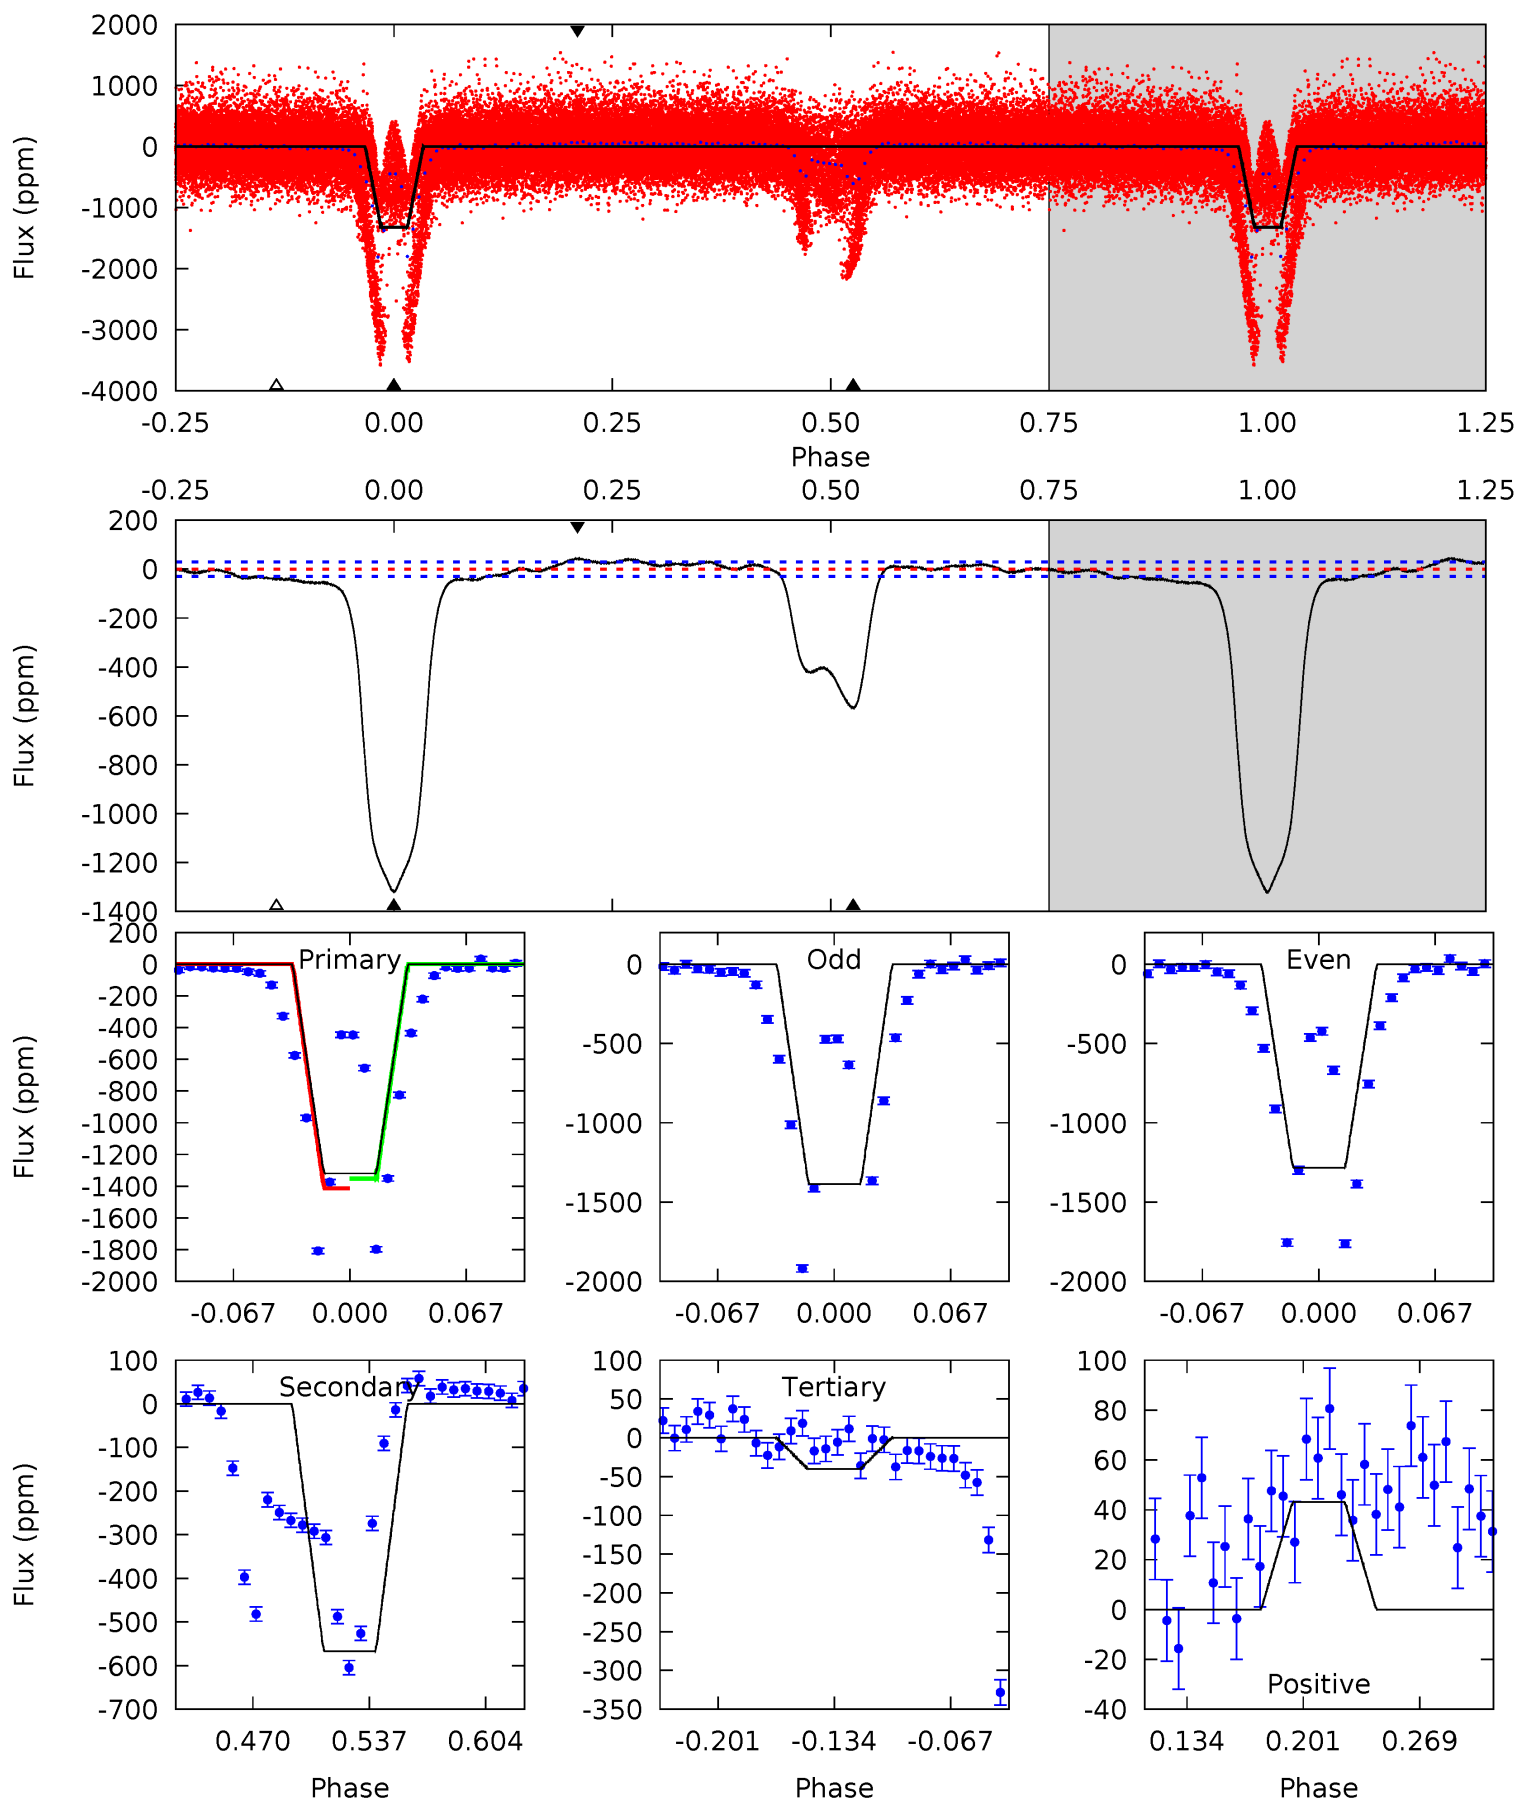 2000
1000
0
-1000
-2000
-3000
-4000
Flux (ppm)
-0.25 0.00 0.25 0.50 0.75 1.00 1.25
Phase
-0.25 0.00 0.25 0.50 0.75 1.00 1.25
200
0
-200
-400
-600
-800
-1000
-1200
-1400
Flux (ppm)
Primary
200
0
-200
-400
-600
-800
-1000
-1200
-1400
-1600
-1800
-2000
Flux (ppm)
-0.067 0.000 0.067
Odd
0
-500
-1000
-1500
-2000
-0.067 0.000 0.067
Even
0
-500
-1000
-1500
-2000
-0.067 0.000 0.067
Secondary
100
0
-100
-200
-300
-400
-500
-600
-700
Flux (ppm)
0.470 0.537 0.604
Phase
Tertiary
100
50
0
-50
-100
-150
-200
-250
-300
-350
-0.201 -0.134 -0.067
Phase
100
80
60
40
20
0
-20
-40
Positive
0.134 0.201 0.269
Phase